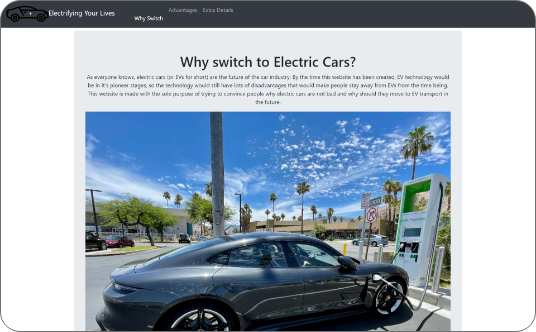 Electrifying Your Lives
Why Switch
Advantages
Extra Details
Why switch to Electric Cars?
As everyone knows, electric cars (or EVs for short) are the future of the car industry. By the time this website has been created, EV technology would
be in it's pioneer stages, so the technology would still have lots of disadvantages that would make people stay away from EVs from the time being.
This website is made with the sole purpose of trying to convince people why electric cars are not bad and why should they move to EV transport in
the future.